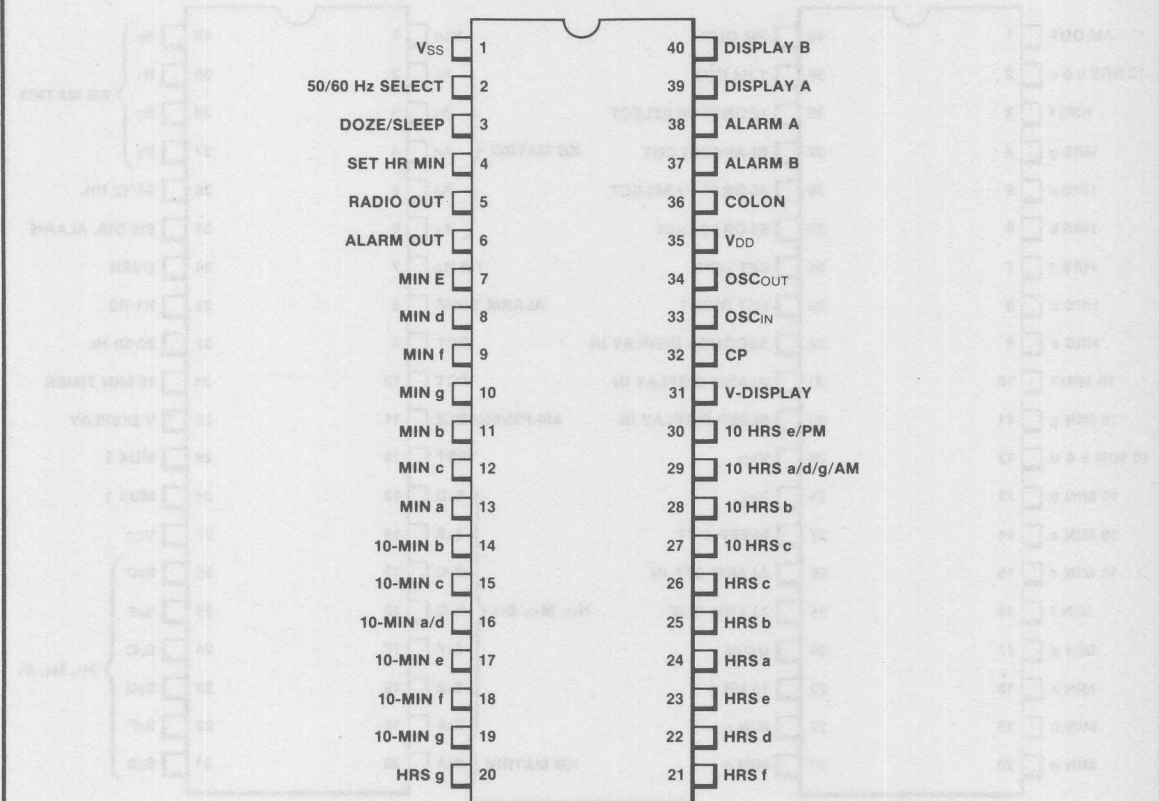 VSS 1 40 DISPLAY B
50/60 Hz SELECT 2 39 DISPLAY A
DOZE/SLEEP 3 38 ALARM A
SET HR MIN 4 37 ALARM B
RADIO OUT 5 36 COLON
ALARM OUT 6 35 VDD
MIN E 7 34 OSCOUT
MIN d 8 33 OSCIN
MIN f 9 32 CP
MIN g 10 31 V-DISPLAY
MIN b 11 30 10 HRS e/PM
MIN c 12 29 10 HRS a/d/g/AM
MIN a 13 28 10 HRS b
10-MIN b 14 27 10 HRS c
10-MIN c 15 26 HRS c
10-MIN a/d 16 25 HRS b
10-MIN e 17 24 HRS a
10-MIN f 18 23 HRS e
10-MIN g 19 22 HRS d
HRS g 20 21 HRS f